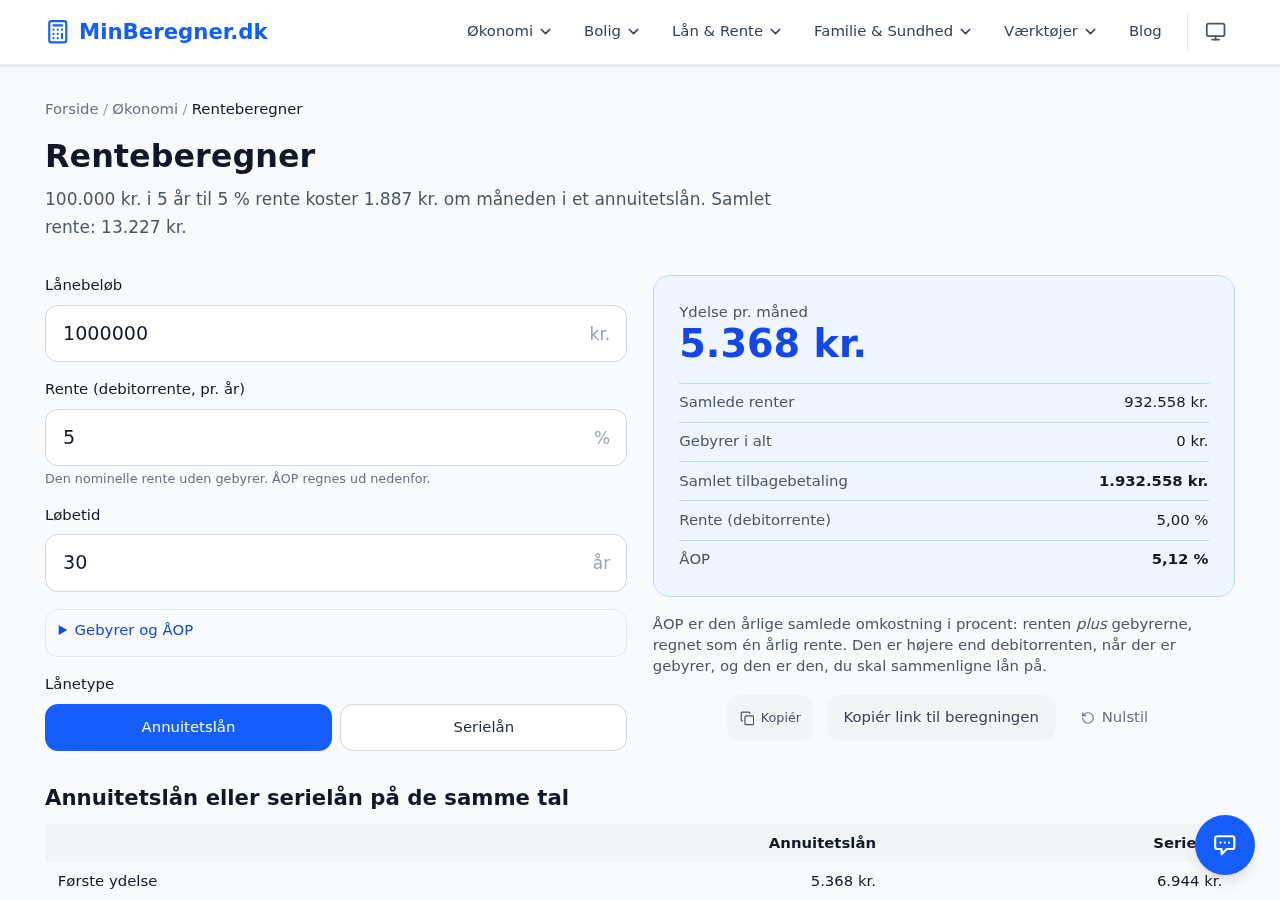 MinBeregner.dk
Økonomi
Bolig
Lån & Rente
Familie & Sundhed
Værktøjer
Blog
Forside / Økonomi / Renteberegner
Renteberegner
100.000 kr. i 5 år til 5 % rente koster 1.887 kr. om måneden i et annuitetslån. Samlet
rente: 13.227 kr.
Lånebeløb
1000000 kr.
Rente (debitorrente, pr. år)
5 %
Den nominelle rente uden gebyrer. ÅOP regnes ud nedenfor.
Løbetid
30 år
Gebyrer og ÅOP
Lånetype
Annuitetslån
Serielån
Ydelse pr. måned
5.368 kr.
Samlede renter 932.558 kr.
Gebyrer i alt 0 kr.
Samlet tilbagebetaling 1.932.558 kr.
Rente (debitorrente) 5,00 %
ÅOP 5,12 %
ÅOP er den årlige samlede omkostning i procent: renten plus gebyrerne,
regnet som én årlig rente. Den er højere end debitorrenten, når der er
gebyrer, og den er den, du skal sammenligne lån på.
Kopiér
Kopiér link til beregningen
Nulstil
Annuitetslån eller serielån på de samme tal
Annuitetslån
Første ydelse 5.368 kr. 6.944 kr.